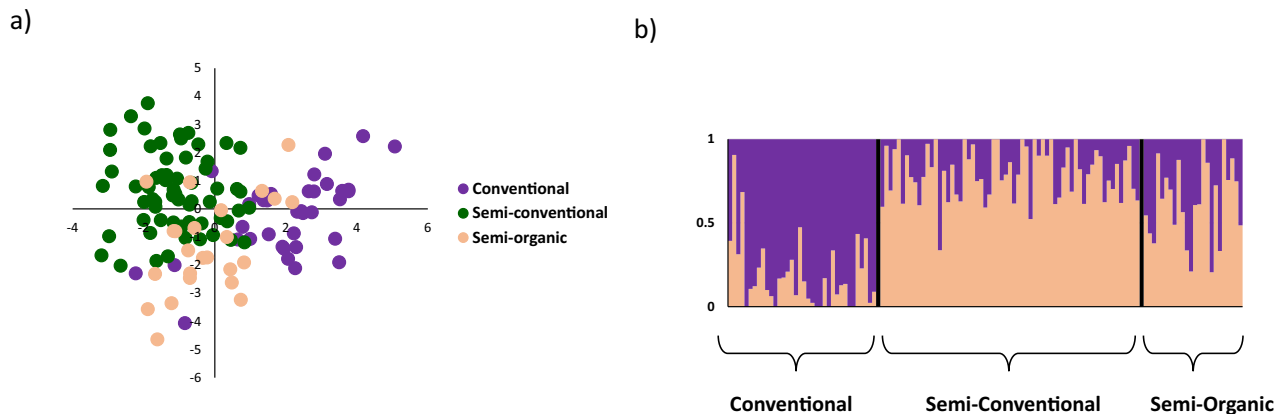 a)
5
4
3
2
1
0
-1
-2
-3
-4
-5
-6
-4
-2
0
2
4
6
Conventional
Semi-conventional
Semi-organic
b)
1
0.5
0
Conventional
Semi-Conventional
Semi-Organic